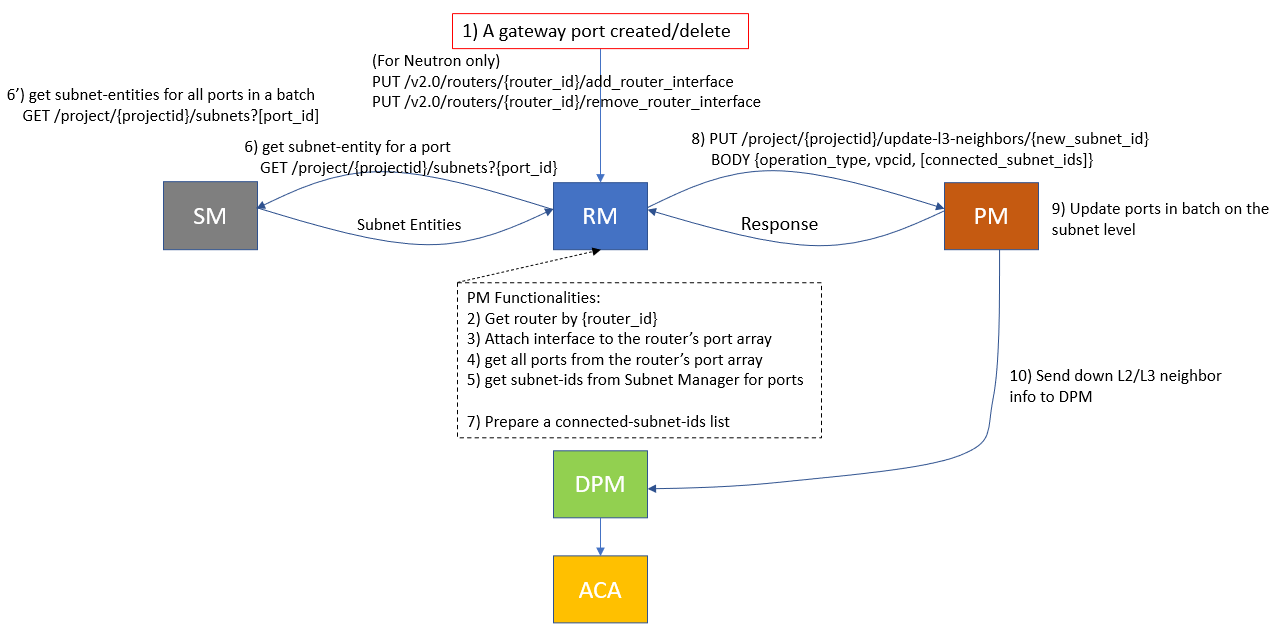 1) A gateway port created/delete
(For Neutron only)
PUT /v2.0/routers/{router_id}/add_router_interface
PUT /v2.0/routers/{router_id}/remove_router_interface
6’) get subnet-entities for all ports in a batch
GET /project/{projectid}/subnets?[port_id]
6) get subnet-entity for a port
GET /project/{projectid}/subnets?{port_id}
8) PUT /project/{projectid}/update-l3-neighbors/{new_subnet_id}
BODY {operation_type, vpcid, [connected_subnet_ids]}
SM
Subnet Entities
RM
Response
PM
9) Update ports in batch on the
subnet level
PM Functionalities:
2) Get router by {router_id}
3) Attach interface to the router’s port array
4) get all ports from the router’s port array
5) get subnet-ids from Subnet Manager for ports
7) Prepare a connected-subnet-ids list
10) Send down L2/L3 neighbor
info to DPM
DPM
ACA